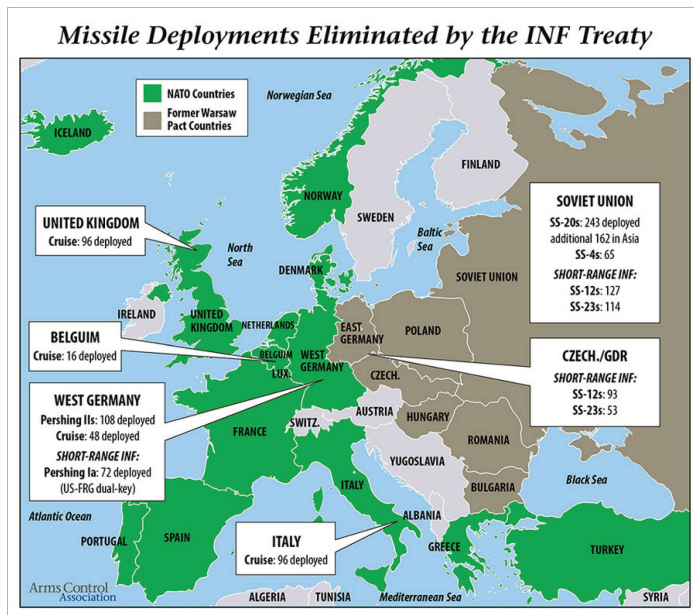 Missile Deployments Eliminated by the INF Treaty
NATO Countries
Former Warsaw
Pact Countries
Norwegian Sea
ICELAND
FINLAND
NORWAY
SWEDEN
UNITED KINGDOM
Cruise: 96 deployed
North
Sea
Baltic
Sea
SOVIET UNION
SS-20s: 243 deployed
additional 162 in Asia
SS-4s: 65
SHORT-RANGE INF:
SS-12s: 127
SS-23s: 114
DENMARK
SOVIET UNION
IRELAND
UNITED
KINGDOM
NETHERLANDS
EAST
GERMANY
POLAND
BELGUIM
Cruise: 16 deployed
BELGUIM
LUX.
WEST
GERMANY
CZECH.
CZECH./GDR
SHORT-RANGE INF:
SS-12s: 93
SS-23s: 53
WEST GERMANY
Pershing IIs: 108 deployed
Cruise: 48 deployed
SHORT-RANGE INF:
Pershing Ia: 72 deployed
(US-FRG dual-key)
FRANCE
SWITZ.
AUSTRIA
HUNGARY
ROMANIA
YUGOSLAVIA
ITALY
BULGARIA
Black Sea
Atlantic Ocean
PORTUGAL
SPAIN
ITALY
Cruise: 96 deployed
ALBANIA
GREECE
TURKEY
Arms Control
Association
ALGERIA
TUNISIA
Mediterranean Sea
SYRIA